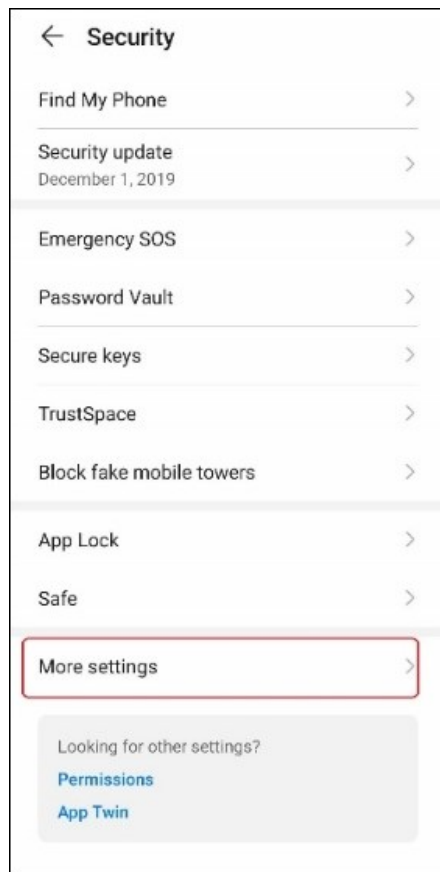 Security
Find My Phone
Security update
December 1, 2019
Emergency SOS
Password Vault
Secure keys
TrustSpace
Block fake mobile towers
App Lock
Safe
More settings
Looking for other settings?
Permissions
App Twin